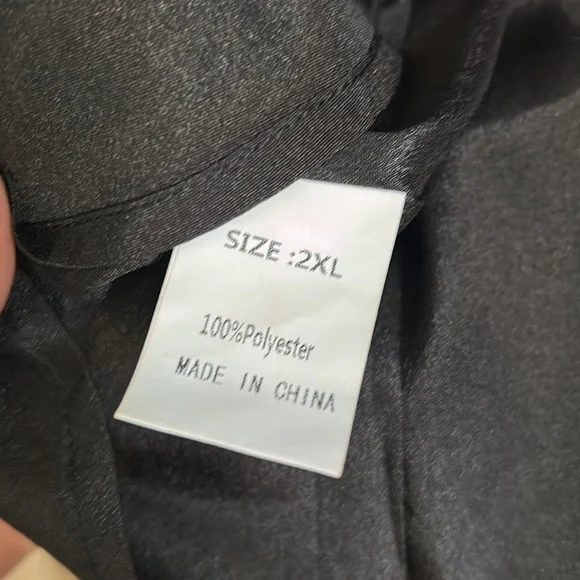 SIZE :2XL
100%Polyester
MADE IN CHINA